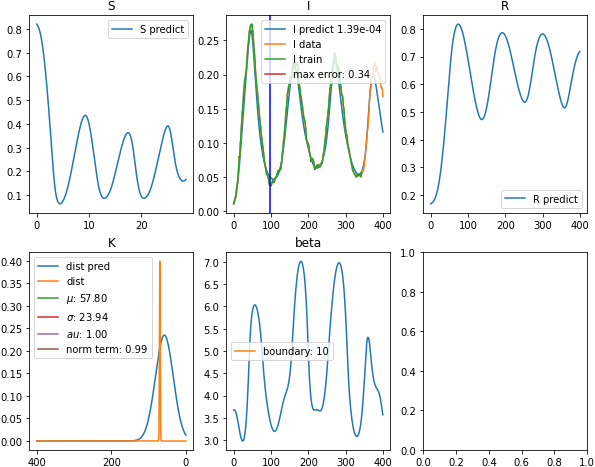 S
I
R
S predict
I predict 1.39e-04
I data
I train
max error: 0.34
R predict
0.8
0.7
0.6
0.5
0.4
0.3
0.2
0.1
0.25
0.20
0.15
0.10
0.05
0.00
0.8
0.7
0.6
0.5
0.4
0.3
0.2
0 10 20
0 100 200 300 400
0 100 200 300 400
K
beta
dist pred
dist
μ: 57.80
σ: 23.94
au: 1.00
norm term: 0.99
boundary: 10
0.40
0.35
0.30
0.25
0.20
0.15
0.10
0.05
0.00
7.0
6.5
6.0
5.5
5.0
4.5
4.0
3.5
3.0
1.0
0.8
0.6
0.4
0.2
0.0
400 200 0
0 100 200 300 400
0.0 0.2 0.4 0.6 0.8 1.0